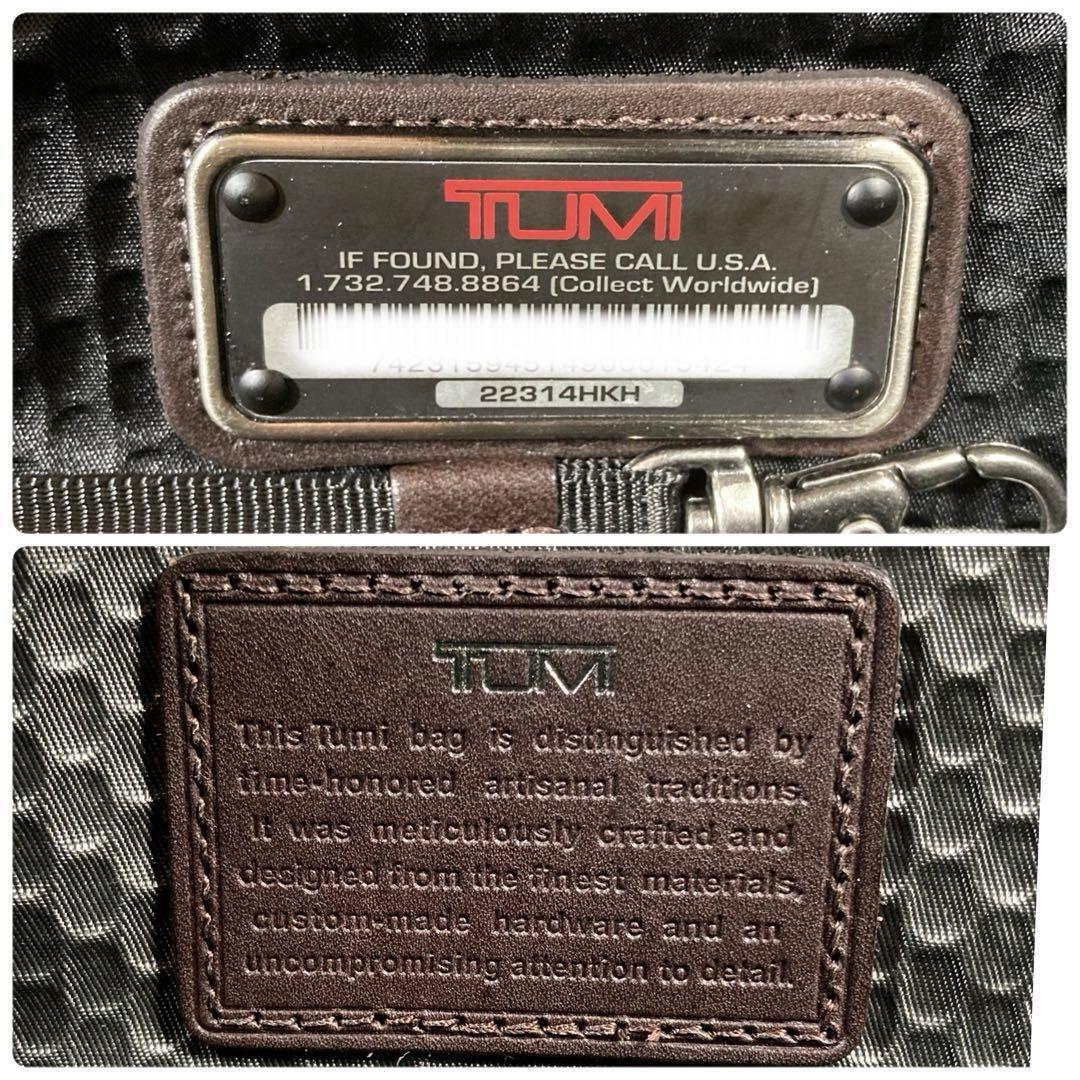 TUMI
IF FOUND, PLEASE CALL U.S.A.
1.732.748.8864 (Collect Worldwide)
22314HKH
TUMI
This Tumi bag is distinguished by
time-honored artisanal traditions.
It was meticulously crafted and
designed from the finest materials,
custom-made hardware and an
uncompromising attention to detail.